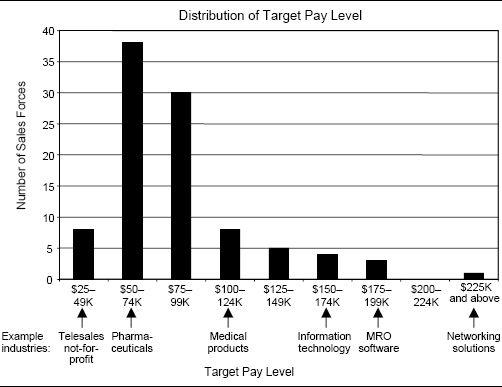 Distribution of Target Pay Level
40
35
30
25
20
15
10
5
0
Number of Sales Forces
$25–
49K
$50–
74K
$75–
99K
$100–
124K
$125–
149K
$150–
174K
$175–
199K
$200–
224K
$225K
and above
Example
industries:
Telesales
not-for-
profit
Pharma-
ceuticals
Medical
products
Information
technology
MRO
software
Networking
solutions
Target Pay Level